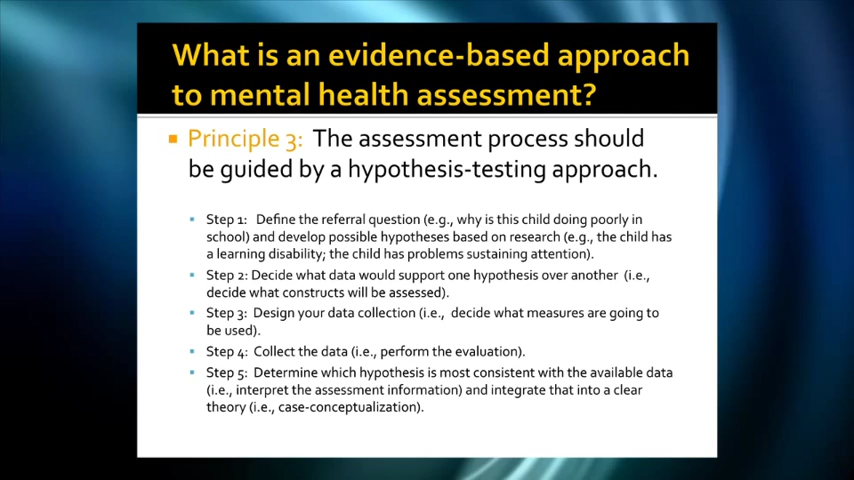 What is an evidence-based approach
to mental health assessment?
▪ Principle 3: The assessment process should
be guided by a hypothesis-testing approach.
▪ Step 1: Define the referral question (e.g., why is this child doing poorly in
school) and develop possible hypotheses based on research (e.g., the child has
a learning disability; the child has problems sustaining attention).
▪ Step 2: Decide what data would support one hypothesis over another (i.e.,
decide what constructs will be assessed).
▪ Step 3: Design your data collection (i.e., decide what measures are going to
be used).
▪ Step 4: Collect the data (i.e., perform the evaluation).
▪ Step 5: Determine which hypothesis is most consistent with the available data
(i.e., interpret the assessment information) and integrate that into a clear
theory (i.e., case-conceptualization).